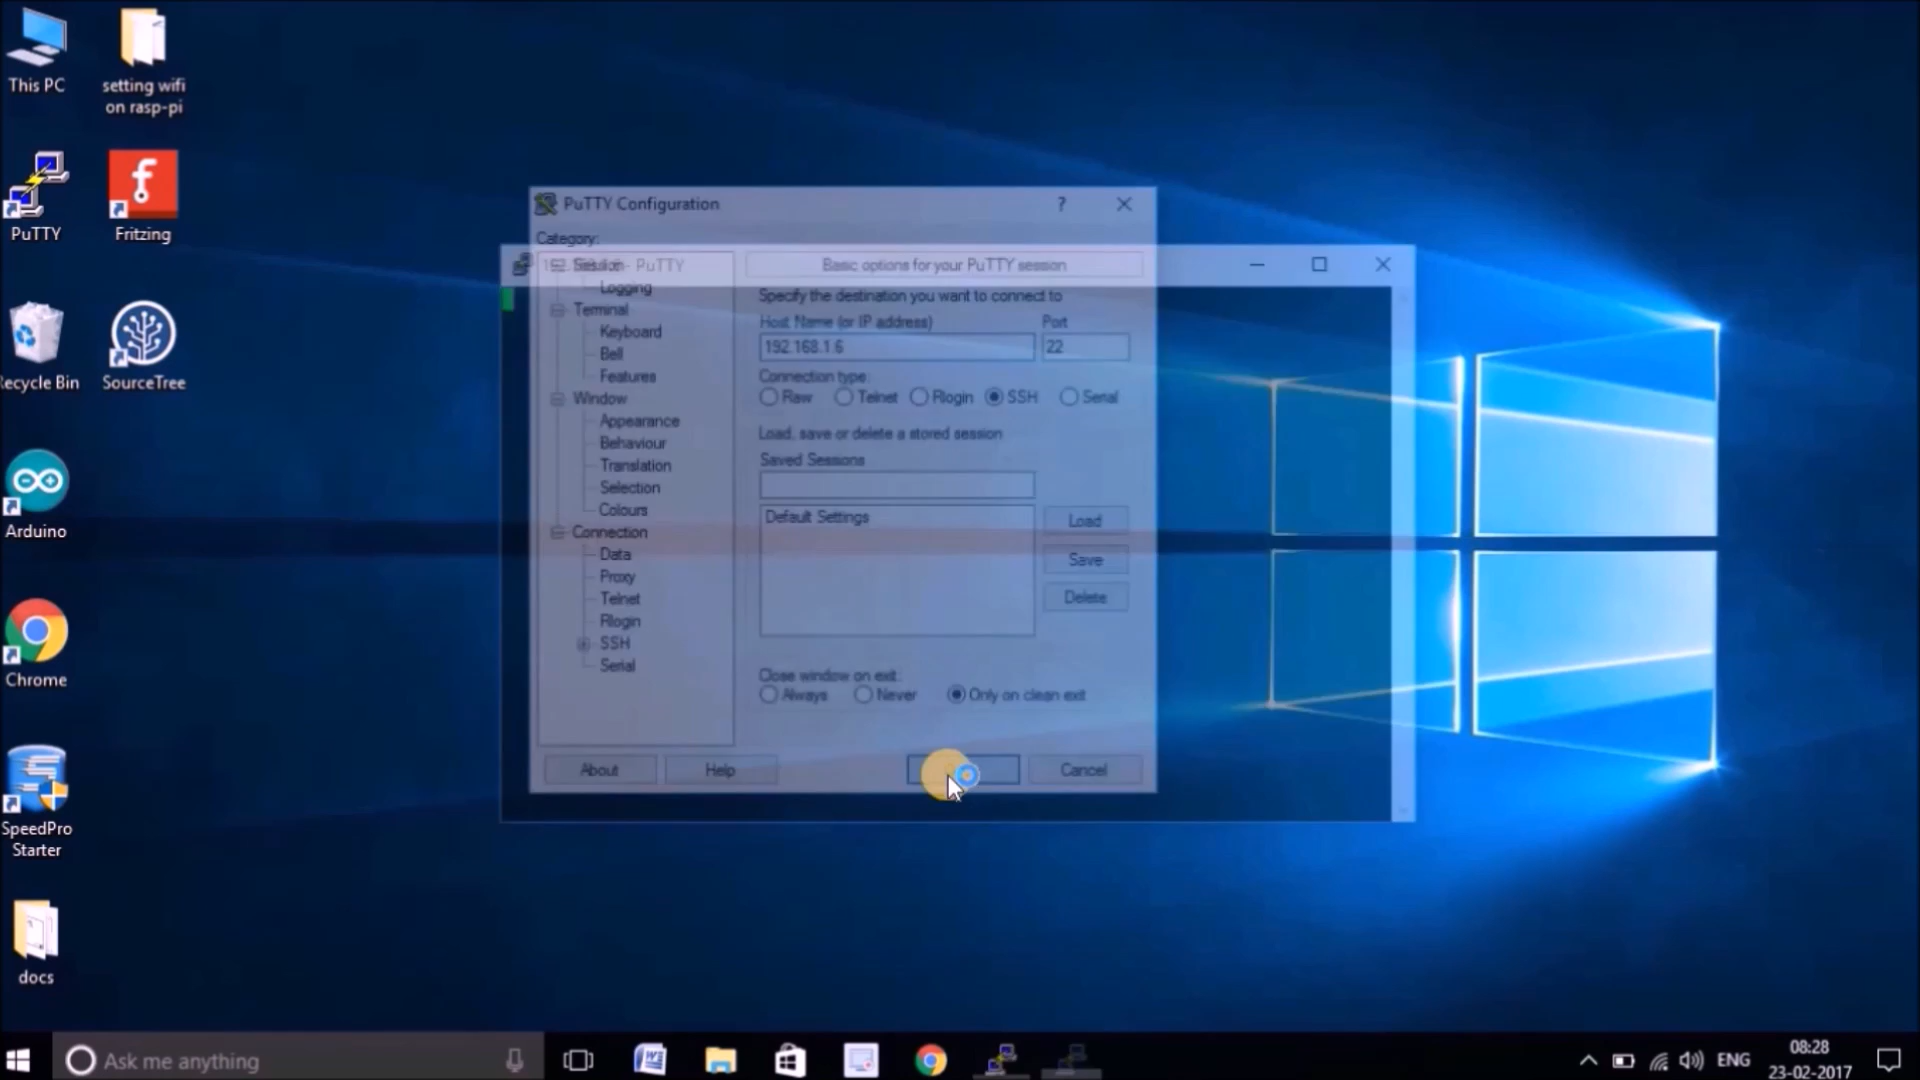 This PC
setting wifi
on rasp-pi
PuTTY
Fritzing
Recycle Bin
SourceTree
Arduino
Chrome
SpeedPro
Starter
docs
PuTTY Configuration
?
Category:
Session
PuTTY
Logging
Terminal
Keyboard
Bell
Features
Window
Appearance
Behaviour
Translation
Selection
Colours
Connection
Data
Proxy
Telnet
Rlogin
SSH
Serial
Basic options for your PuTTY session
Specify the destination you want to connect to
Host Name (or IP address)
Port
192.168.1.6
22
Connection type:
Raw
Telnet
Rlogin
SSH
Serial
Load, save or delete a stored session
Saved Sessions
Default Settings
Load
Save
Delete
Close window on exit:
Always
Never
Only on clean exit
About
Help
Cancel
Ask me anything
ENG
08:28
23-02-2017